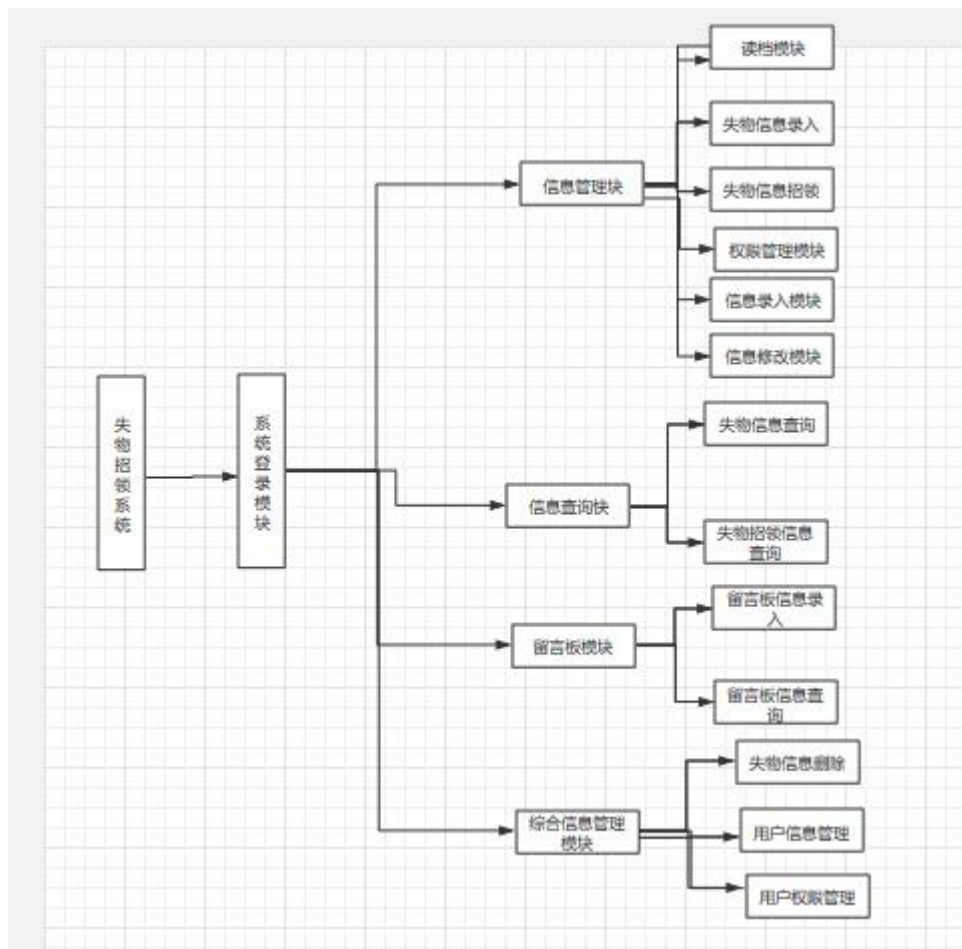 失物招领系统
系统登录模块
信息管理块
读档模块
失物信息录入
失物信息招领
权限管理模块
信息录入模块
信息修改模块
信息查询快
失物信息查询
失物招领信息
查询
留言板模块
留言板信息录
入
留言板信息查
询
综合信息管理
模块
失物信息删除
用户信息管理
用户权限管理